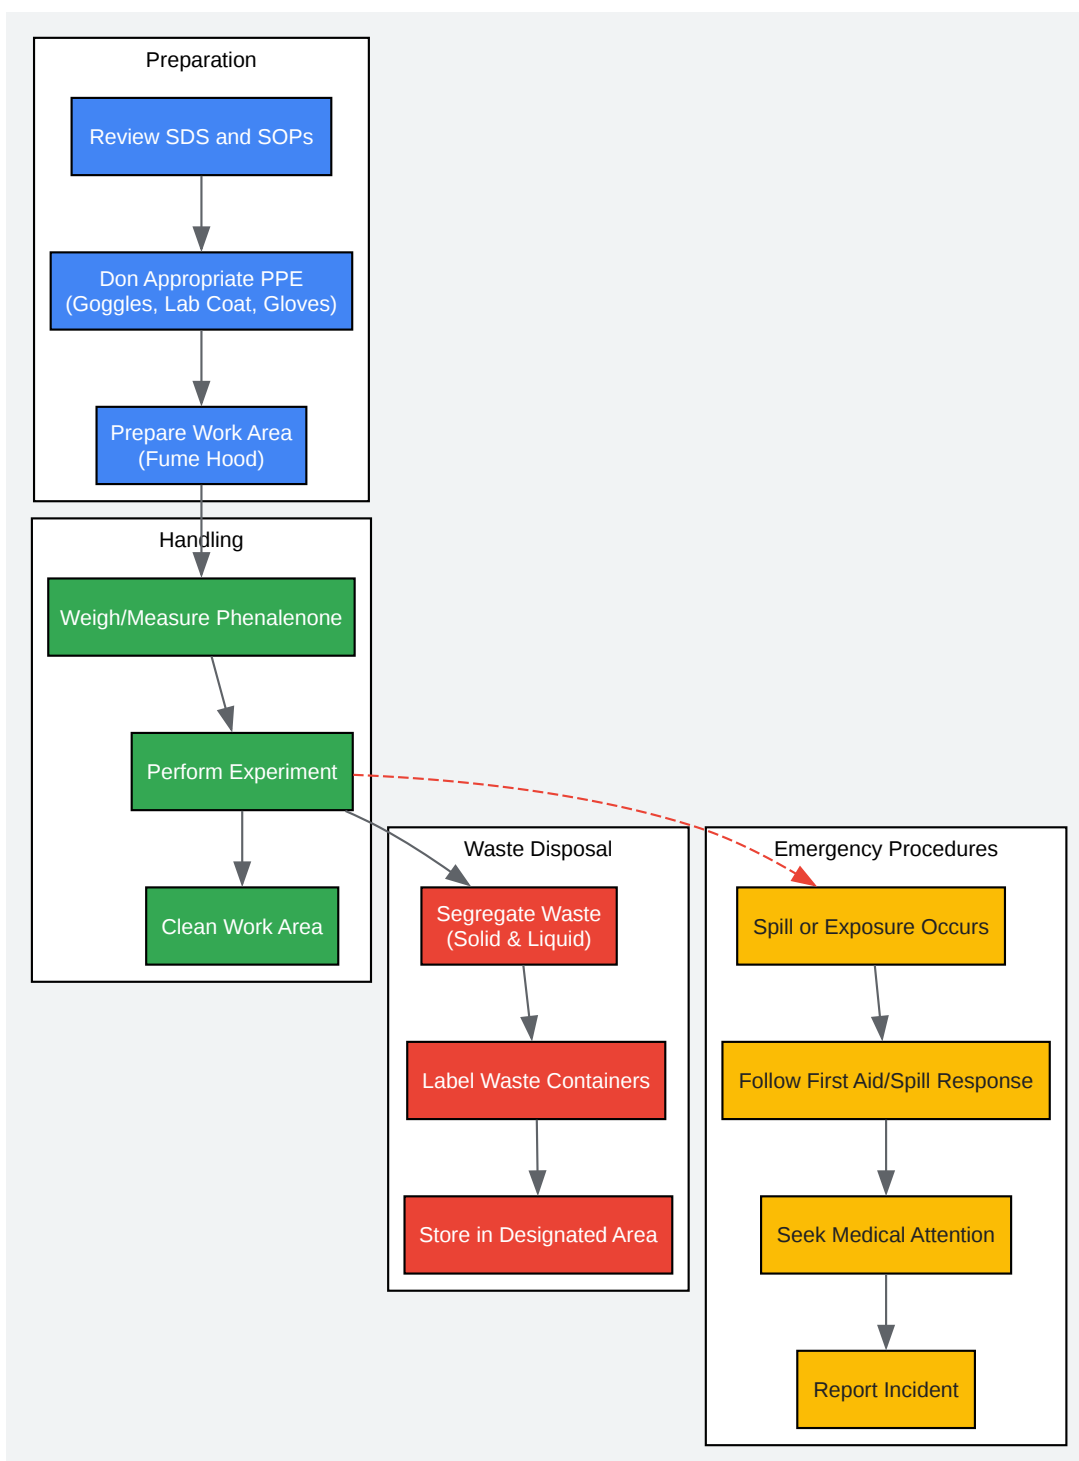 Preparation
Review SDS and SOPs
Don Appropriate PPE
(Goggles, Lab Coat, Gloves)
Prepare Work Area
(Fume Hood)
Handling
Weigh/Measure Phenalenone
Perform Experiment
Clean Work Area
Waste Disposal
Segregate Waste
(Solid & Liquid)
Label Waste Containers
Store in Designated Area
Emergency Procedures
Spill or Exposure Occurs
Follow First Aid/Spill Response
Seek Medical Attention
Report Incident